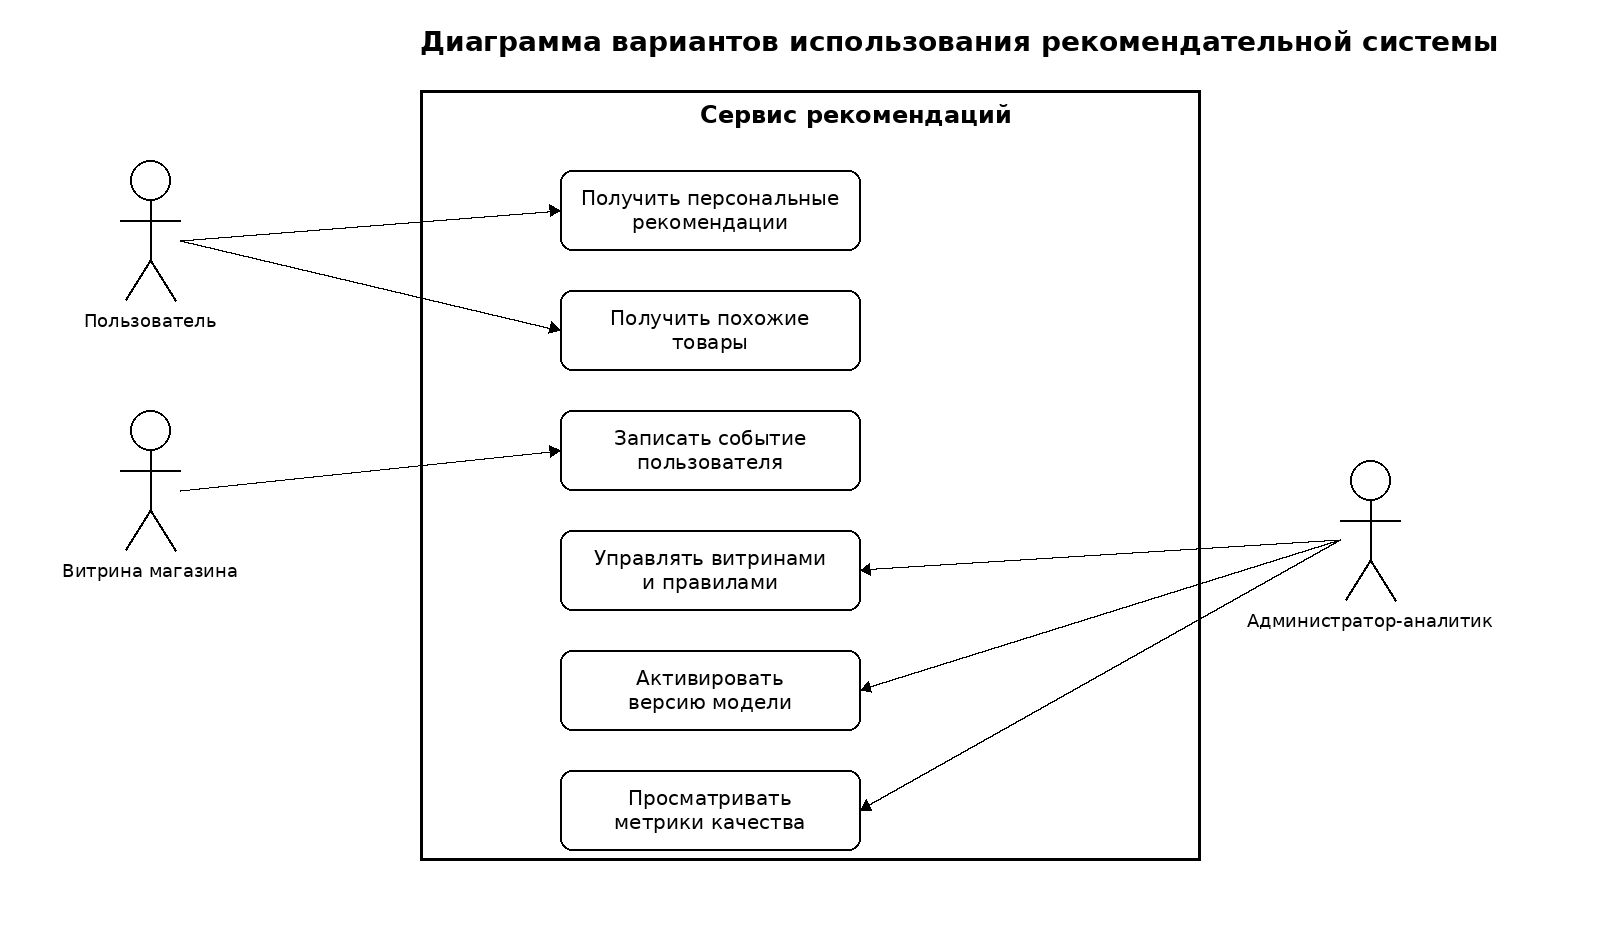 Диаграмма вариантов использования рекомендательной системы
Сервис рекомендаций
Получить персональные
рекомендации
Получить похожие
товары
Пользователь
Записать событие
пользователя
Витрина магазина
Управлять витринами
и правилами
Администратор-аналитик
Активировать
версию модели
Просматривать
метрики качества